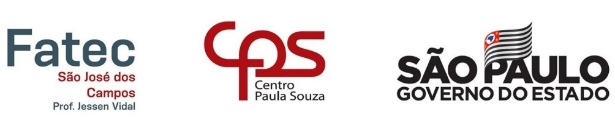 Fatec
São José dos
Campos
Prof. Jessen Vidal
cps
Centro
Paula Souza
SÃO PAULO
GOVERNO DO ESTADO